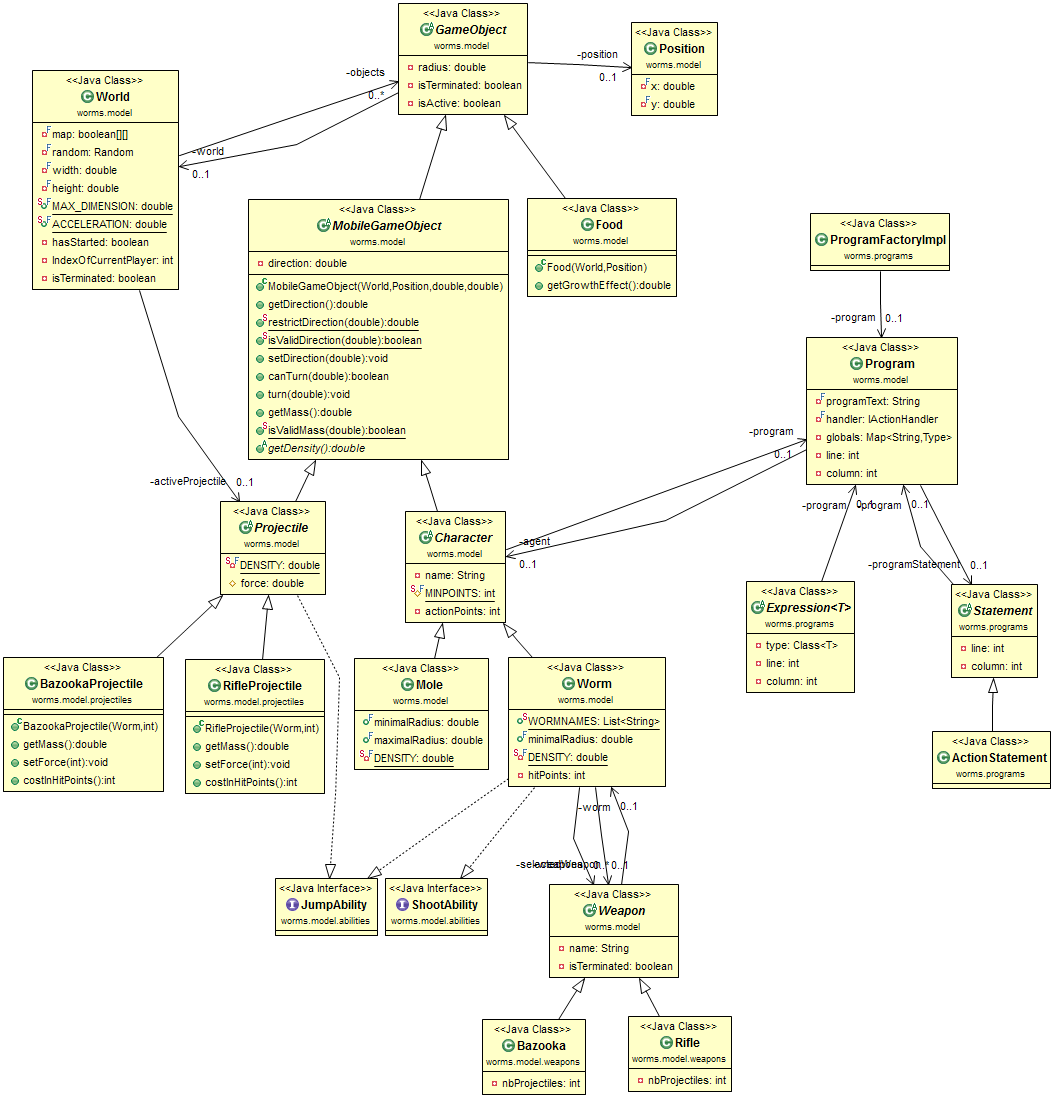 <<Java Class>>
GameObject
worms.model
radius: double
isTerminated: boolean
isActive: boolean
-position
0..1
<<Java Class>>
Position
worms.model
x: double
y: double
<<Java Class>>
World
worms.model
map: boolean[][]
random: Random
width: double
height: double
MAX_DIMENSION: double
ACCELERATION: double
hasStarted: boolean
IndexOfCurrentPlayer: int
isTerminated: boolean
-objects
0..*
-world
0..1
<<Java Class>>
MobileGameObject
worms.model
direction: double
MobileGameObject(World,Position,double,double)
getDirection():double
restrictDirection(double):double
isValidDirection(double):boolean
setDirection(double):void
canTurn(double):boolean
turn(double):void
getMass():double
isValidMass(double):boolean
getDensity():double
<<Java Class>>
Food
worms.model
Food(World,Position)
getGrowthEffect():double
<<Java Class>>
ProgramFactoryImpl
worms.programs
-program
0..1
<<Java Class>>
Program
worms.model
programText: String
handler: IActionHandler
globals: Map<String,Type>
line: int
column: int
-program
0..1
-agent
0..1
-activeProjectile
0..1
<<Java Class>>
Projectile
worms.model
DENSITY: double
force: double
<<Java Class>>
Character
worms.model
name: String
MINPOINTS: int
actionPoints: int
-program
0..1
-program
0..1
-programStatement
0..1
<<Java Class>>
Expression<T>
worms.programs
type: Class<T>
line: int
column: int
<<Java Class>>
Statement
worms.programs
line: int
column: int
<<Java Class>>
ActionStatement
worms.programs
<<Java Class>>
BazookaProjectile
worms.model.projectiles
BazookaProjectile(Worm,int)
getMass():double
setForce(int):void
costInHitPoints():int
<<Java Class>>
RifleProjectile
worms.model.projectiles
RifleProjectile(Worm,int)
getMass():double
setForce(int):void
costInHitPoints():int
<<Java Class>>
Mole
worms.model
minimalRadius: double
maximalRadius: double
DENSITY: double
<<Java Class>>
Worm
worms.model
WORMNAMES: List<String>
minimalRadius: double
DENSITY: double
hitPoints: int
-worm
0..1
0..*
0..1
<<Java Interface>>
JumpAbility
worms.model.abilities
<<Java Interface>>
ShootAbility
worms.model.abilities
<<Java Class>>
Weapon
worms.model
name: String
isTerminated: boolean
<<Java Class>>
Bazooka
worms.model.weapons
nbProjectiles: int
<<Java Class>>
Rifle
worms.model.weapons
nbProjectiles: int